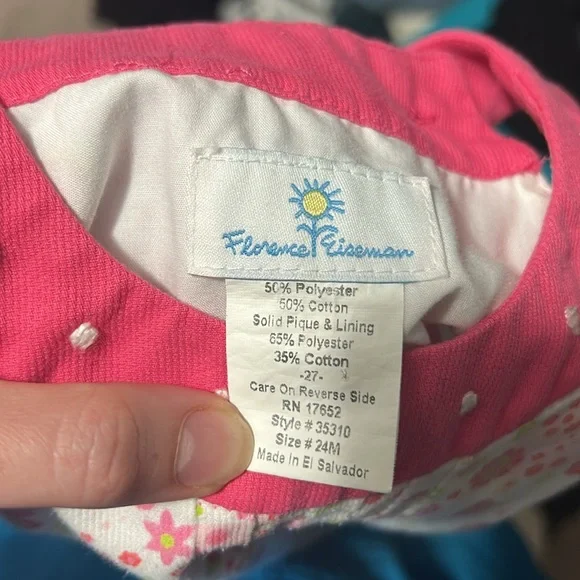 Florence Eiseman
50% Polyester
50% Cotton
Solid Pique & Lining
65% Polyester
35% Cotton
-27-
Care On Reverse Side
RN 17652
Style # 35310
Size # 24M
Made In El Salvador